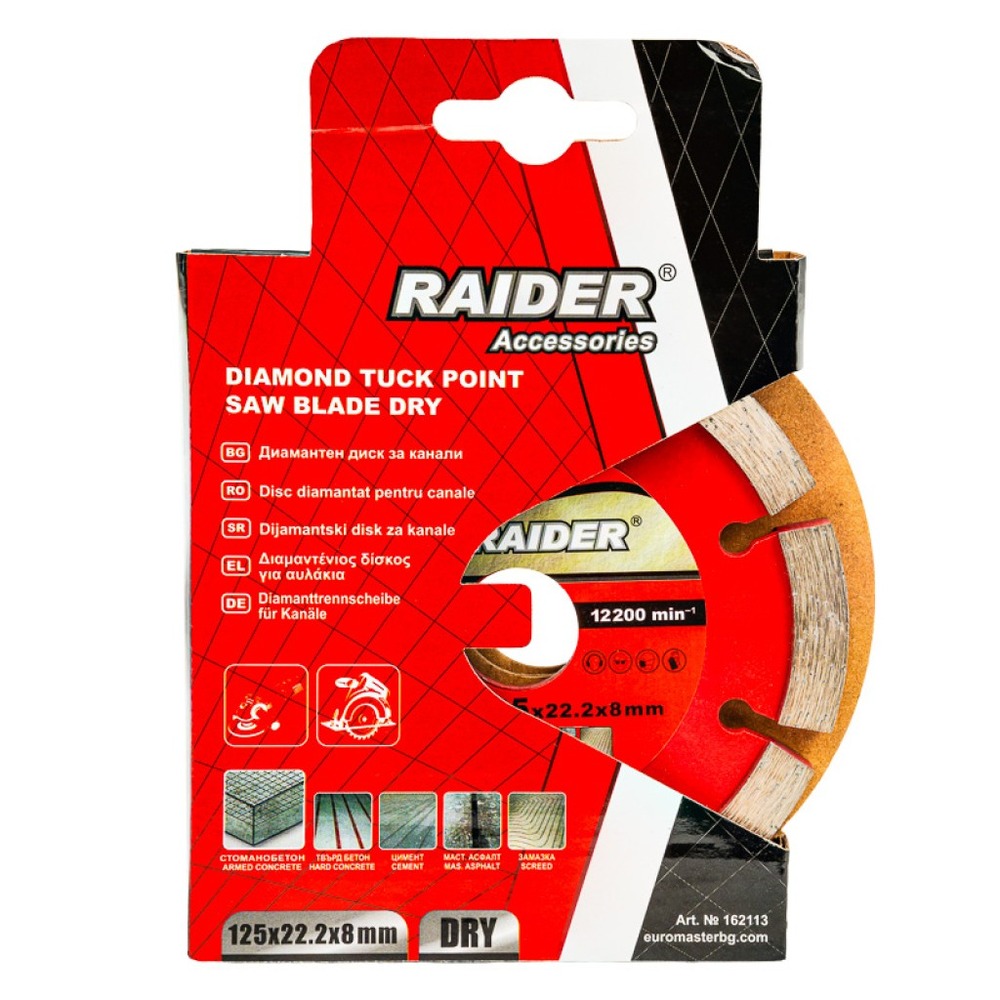 RAIDER®
Accessories
DIAMOND TUCK POINT
SAW BLADE DRY
BG Диамантен диск за канали
RO Disc diamantat pentru canale
SR Dijamantski disk za kanale
EL Διαμαντένιος δίσκος
για αυλάκια
DE Diamanttrennscheibe
für Kanäle
RAIDER®
12200 min⁻¹
5x22.2x8mm
СТОМАНОБЕТОН
ARMED CONCRETE
ТВЪРД БЕТОН
HARD CONCRETE
ЦИМЕНТ
CEMENT
МАСТ. АСФАЛТ
MAS. ASPHALT
ЗАМАЗКА
SCREED
125x22.2x8mm
DRY
Art. № 162113
euromasterbg.com